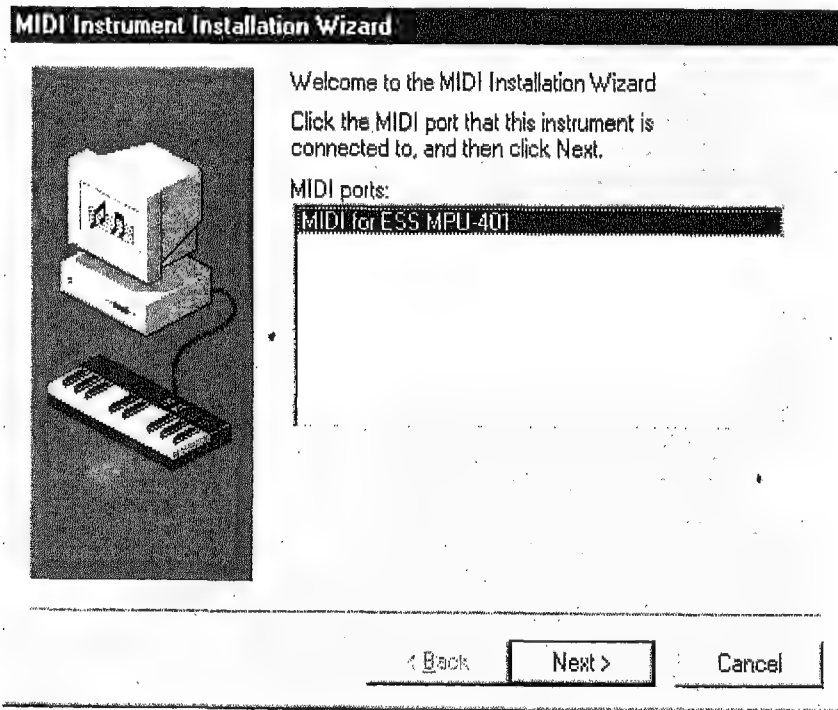 MIDI Instrument Installation Wizard
Welcome to the MIDI Installation Wizard
Click the MIDI port that this instrument is
connected to, and then click Next.
MIDI ports:
MIDI for ESS MPU-401
< Back
Next >
Cancel